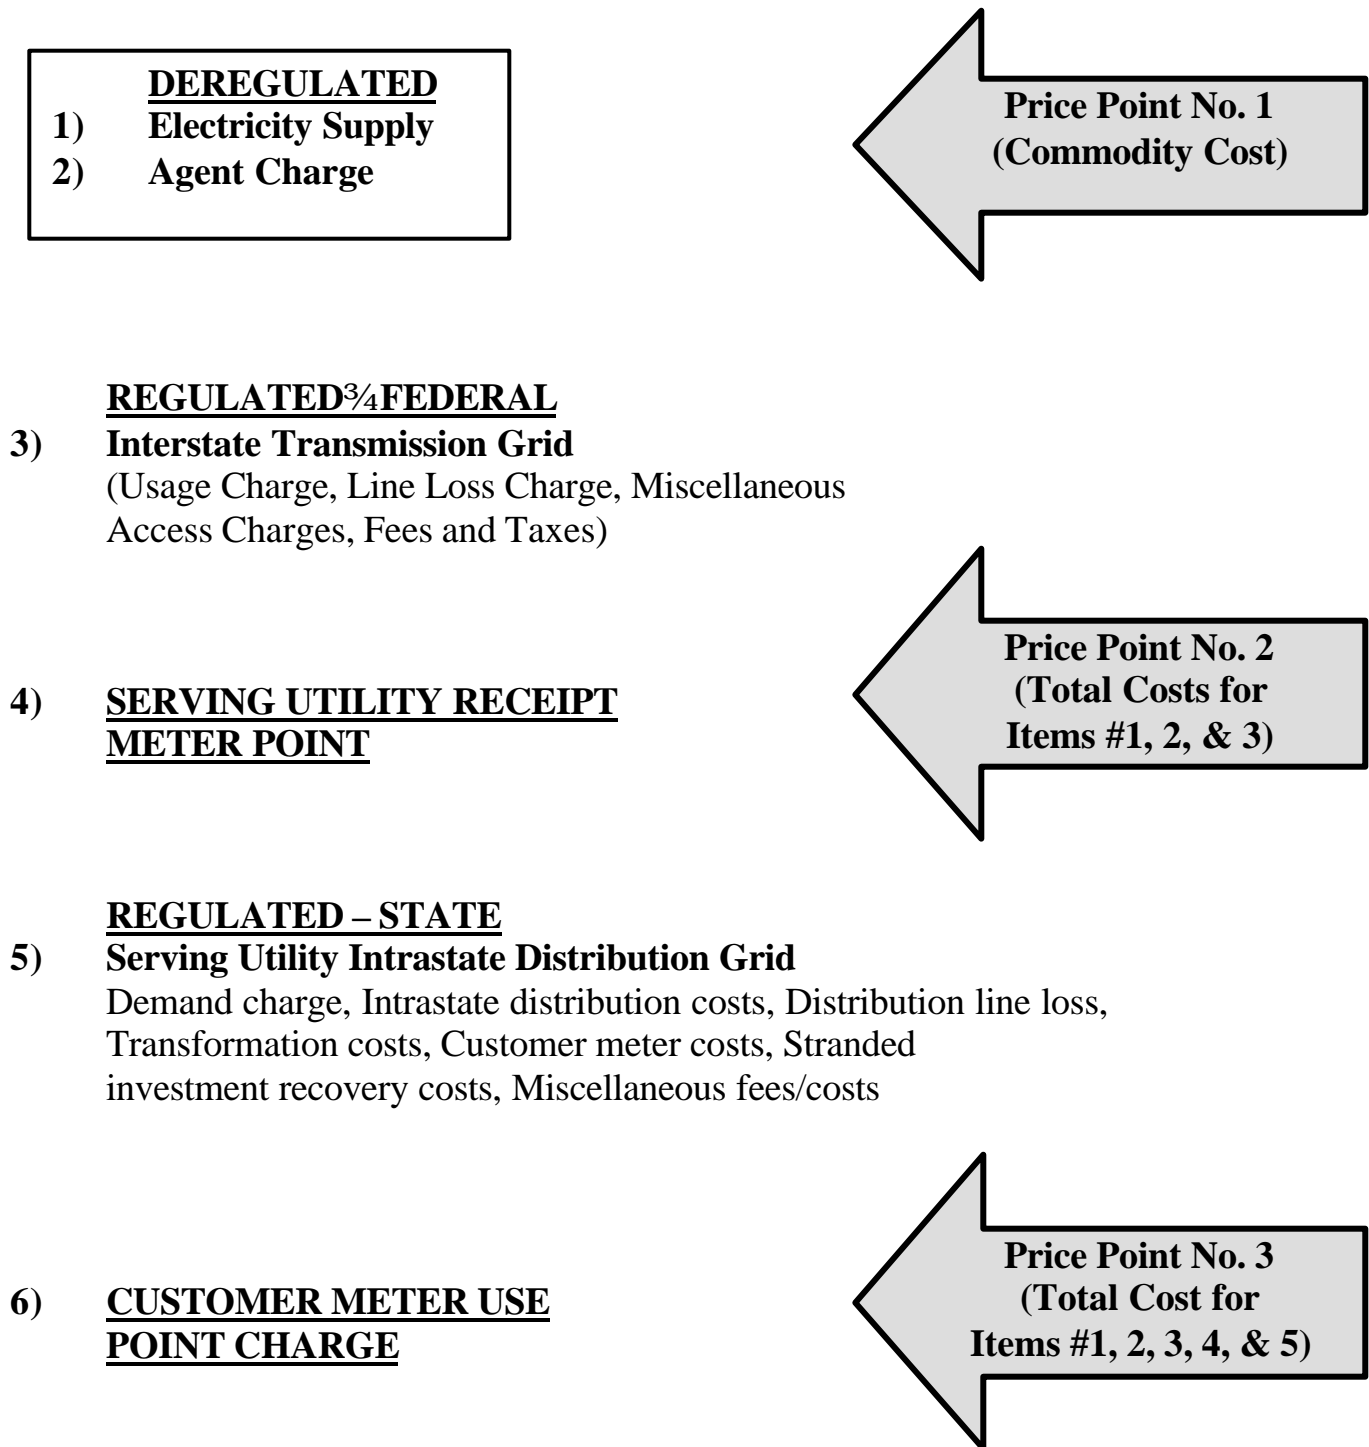 DEREGULATED
1) Electricity Supply
2) Agent Charge
Price Point No. 1
(Commodity Cost)
REGULATED¾FEDERAL
3) Interstate Transmission Grid
(Usage Charge, Line Loss Charge, Miscellaneous
Access Charges, Fees and Taxes)
4) SERVING UTILITY RECEIPT
METER POINT
Price Point No. 2
(Total Costs for
Items #1, 2, & 3)
REGULATED – STATE
5) Serving Utility Intrastate Distribution Grid
Demand charge, Intrastate distribution costs, Distribution line loss,
Transformation costs, Customer meter costs, Stranded
investment recovery costs, Miscellaneous fees/costs
6) CUSTOMER METER USE
POINT CHARGE
Price Point No. 3
(Total Cost for
Items #1, 2, 3, 4, & 5)